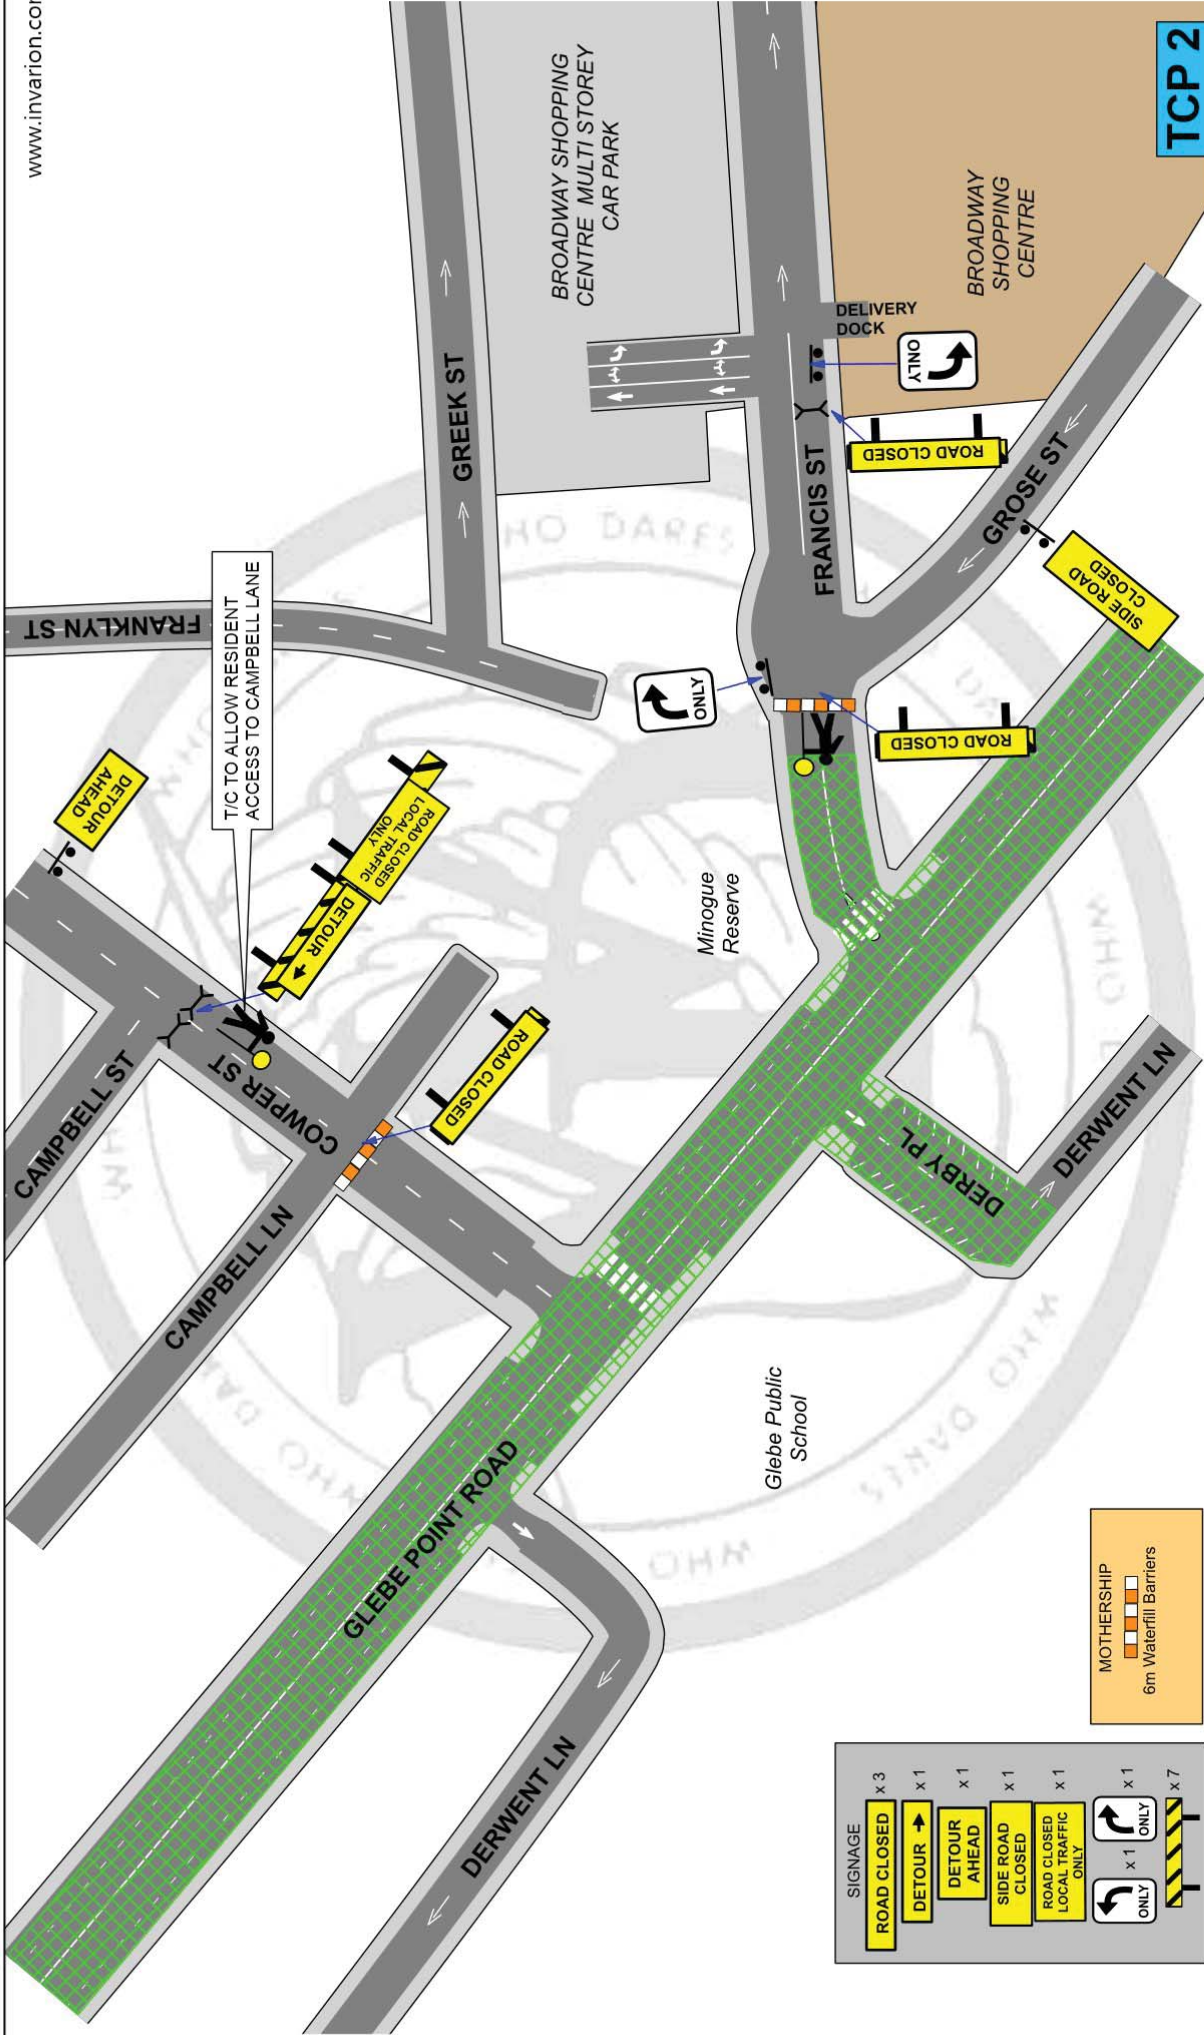 www.invarion.com
TCP 2
BROADWAY SHOPPING
CENTRE MULTI STOREY
CAR PARK
BROADWAY
SHOPPING
CENTRE
DELIVERY
DOCK
ONLY
GREEK ST
FRANKLYN ST
FRANCIS ST
ROAD CLOSED
GROSE ST
SIDE ROAD
CLOSED
ONLY
ROAD CLOSED
T/C TO ALLOW RESIDENT
ACCESS TO CAMPBELL LANE
DETOUR
AHEAD
ROAD CLOSED
LOCAL TRAFFIC
ONLY
DETOUR
CAMPBELL ST
COWPER ST
ROAD CLOSED
CAMPBELL LN
Minogue
Reserve
DERBY PL
DERWENT LN
GLEBE POINT ROAD
Glebe Public
School
DERWENT LN
MOTHERSHIP
6m Waterfill Barriers
SIGNAGE
ROAD CLOSED x 3
DETOUR x 1
DETOUR
AHEAD x 1
SIDE ROAD
CLOSED x 1
ROAD CLOSED
LOCAL TRAFFIC
ONLY x 1
ONLY x 1 ONLY x 1
x 7
WHO DARES